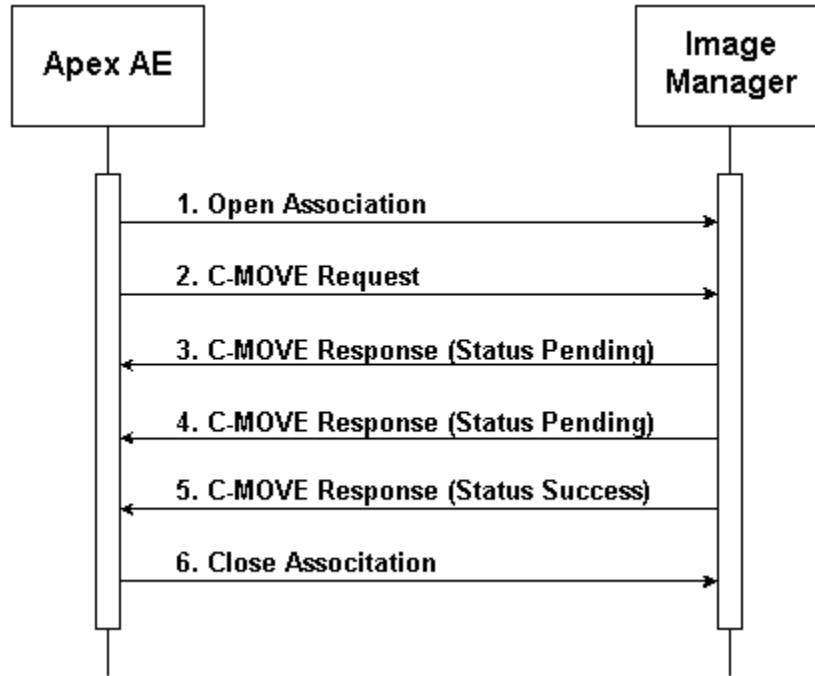 Apex AE
Image
Manager
1. Open Association
2. C-MOVE Request
3. C-MOVE Response (Status Pending)
4. C-MOVE Response (Status Pending)
5. C-MOVE Response (Status Success)
6. Close Associtation